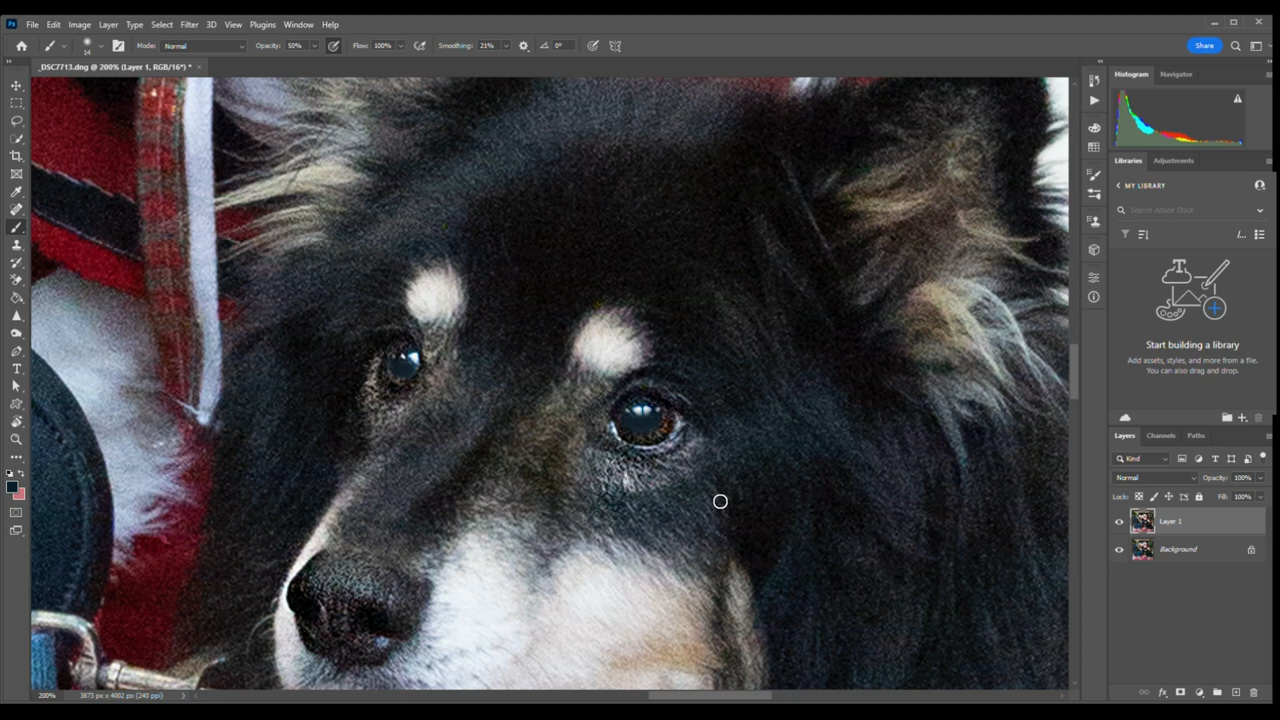 Ps File Edit Image Layer Type Select Filter 3D View Plugins Window Help
14 Mode: Normal Opacity: 50% Flow: 100% Smoothing: 21% 0° Share
_DSC7713.dng @ 200% (Layer 1, RGB/16*) * ×
Histogram Navigator
Libraries Adjustments
MY LIBRARY
Search Adobe Stock
Start building a library
Add assets, styles, and more from a file.
You can also drag and drop.
Layers Channels Paths
Kind
Normal Opacity: 100%
Lock: Fill: 100%
Layer 1
Background
200% 3873 px x 4002 px (240 ppi)